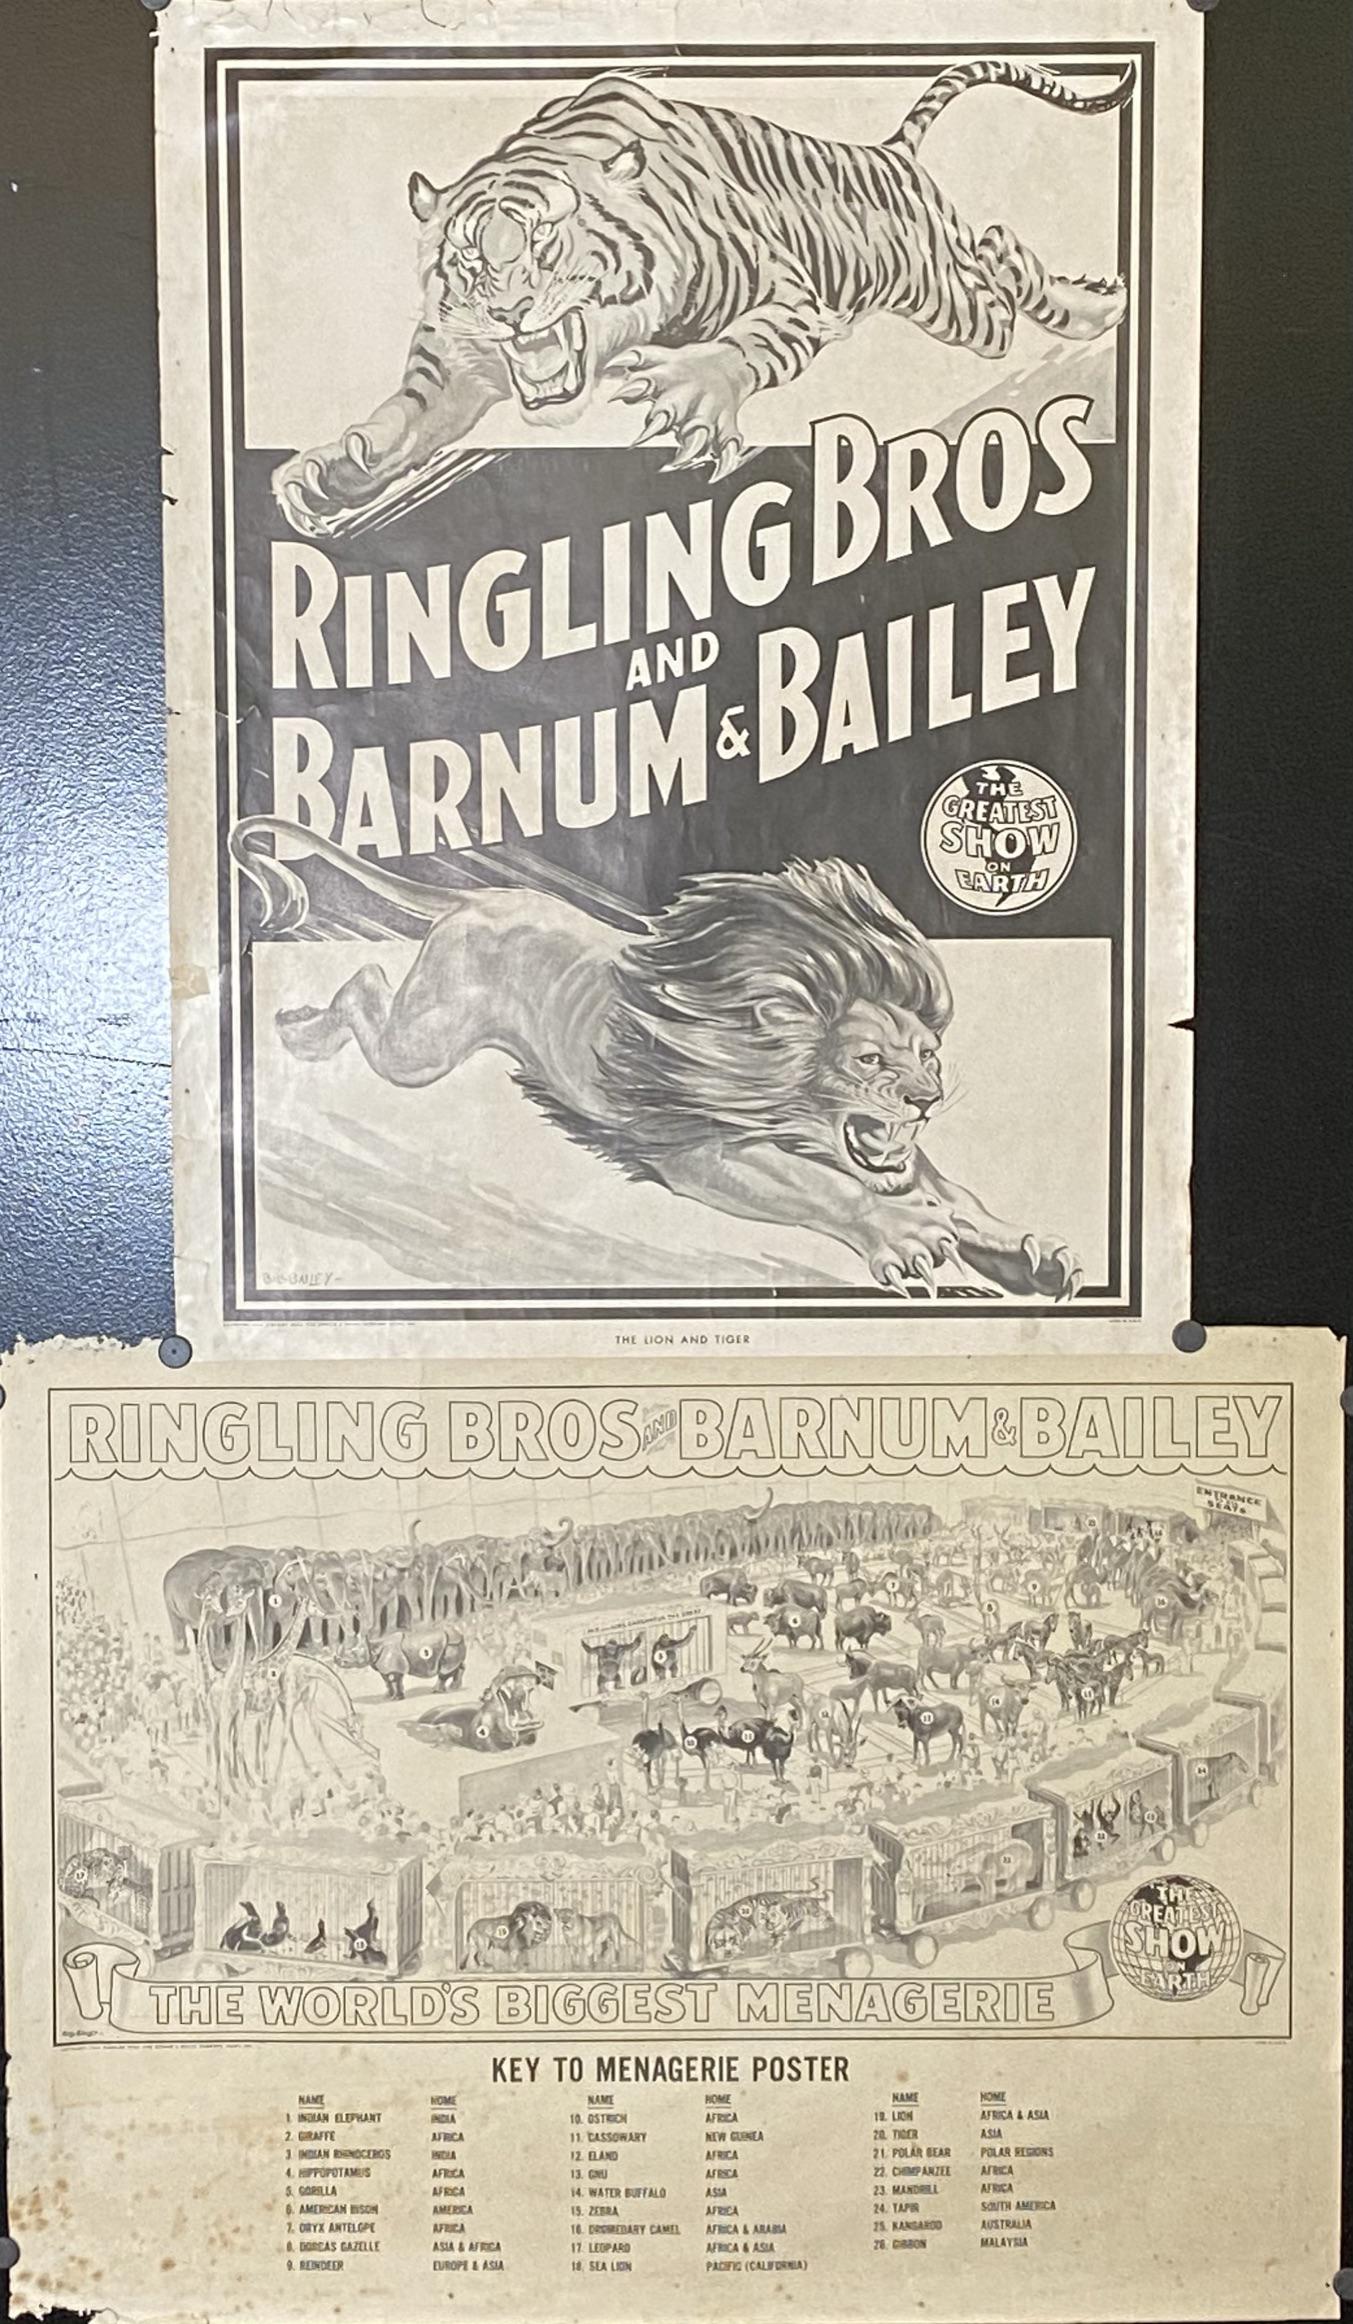 RINGLING BROS
AND
BARNUM & BAILEY
THE
GREATEST
SHOW
ON
EARTH
THE LION AND TIGER
RINGLING BROS AND BARNUM & BAILEY
ENTRANCE
SEATS
THE
GREATEST
SHOW
ON
EARTH
THE WORLD'S BIGGEST MENAGERIE
KEY TO MENAGERIE POSTER
NAME HOME
1. INDIAN ELEPHANT INDIA
2. GIRAFFE AFRICA
3. INDIAN RHINOCEROS INDIA
4. HIPPOPOTAMUS AFRICA
5. GORILLA AFRICA
6. AMERICAN BISON AMERICA
7. ORYX ANTELOPE AFRICA
8. DORCAS GAZELLE ASIA & AFRICA
9. REINDEER EUROPE & ASIA
NAME HOME
10. OSTRICH AFRICA
11. CASSOWARY NEW GUINEA
12. ELAND AFRICA
13. GNU AFRICA
14. WATER BUFFALO ASIA
15. ZEBRA AFRICA
16. DROMEDARY CAMEL AFRICA & ARABIA
17. LEOPARD AFRICA & ASIA
18. SEA LION PACIFIC (CALIFORNIA)
NAME HOME
19. LION AFRICA & ASIA
20. TIGER ASIA
21. POLAR BEAR POLAR REGIONS
22. CHIMPANZEE AFRICA
23. MANDRILL AFRICA
24. TAPIR SOUTH AMERICA
25. KANGAROO AUSTRALIA
26. GIBBON MALAYSIA